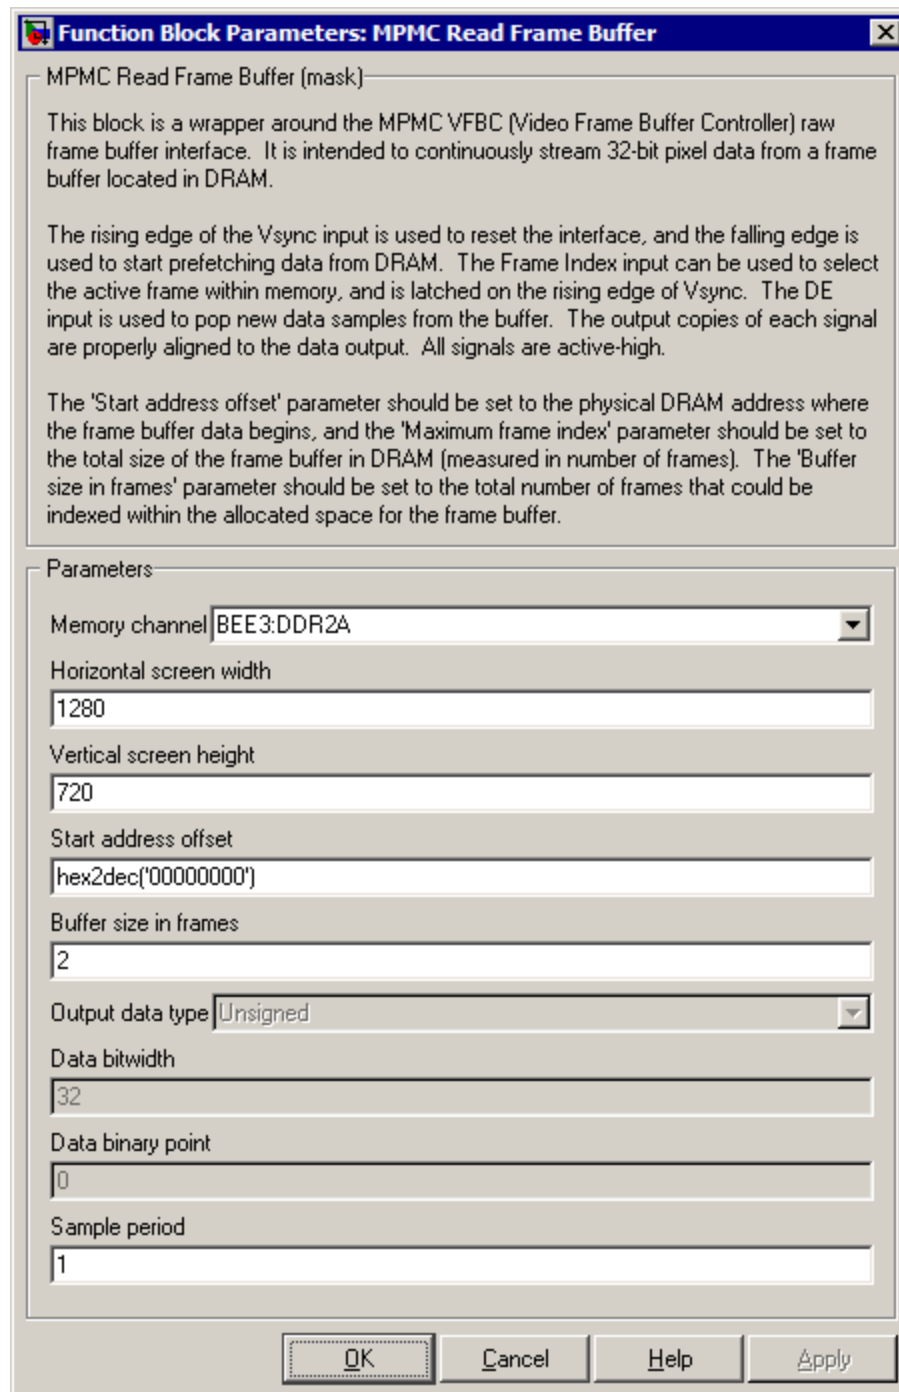 Function Block Parameters: MPMC Read Frame Buffer
MPMC Read Frame Buffer (mask)
This block is a wrapper around the MPMC VFBC (Video Frame Buffer Controller) raw
frame buffer interface.  It is intended to continuously stream 32-bit pixel data from a frame
buffer located in DRAM.
The rising edge of the Vsync input is used to reset the interface, and the falling edge is
used to start prefetching data from DRAM.  The Frame Index input can be used to select
the active frame within memory, and is latched on the rising edge of Vsync.  The DE
input is used to pop new data samples from the buffer.  The output copies of each signal
are properly aligned to the data output.  All signals are active-high.
The 'Start address offset' parameter should be set to the physical DRAM address where
the frame buffer data begins, and the 'Maximum frame index' parameter should be set to
the total size of the frame buffer in DRAM (measured in number of frames).  The 'Buffer
size in frames' parameter should be set to the total number of frames that could be
indexed within the allocated space for the frame buffer.
Parameters
Memory channel BEE3:DDR2A
Horizontal screen width
1280
Vertical screen height
720
Start address offset
hex2dec('00000000')
Buffer size in frames
2
Output data type Unsigned
Data bitwidth
32
Data binary point
0
Sample period
1
OK Cancel Help Apply